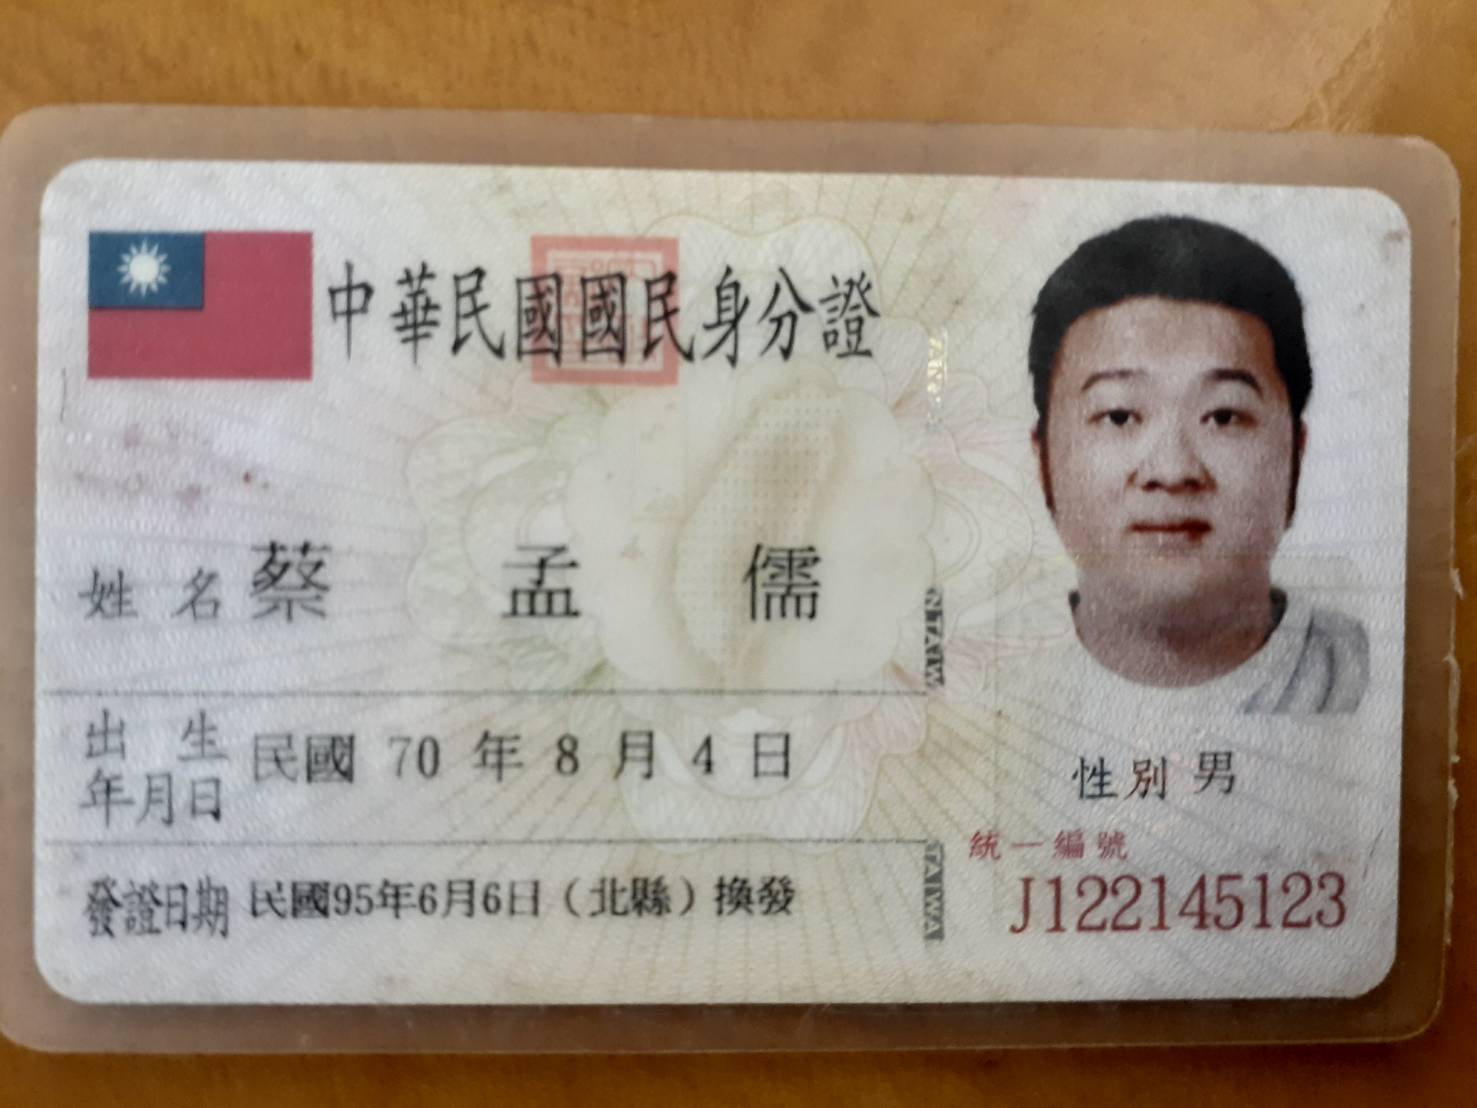 中華民國國民身分證
姓名 蔡孟儒
出生年月日 民國 70 年 8 月 4 日
性別 男
發證日期 民國95年6月6日（北縣）換發
統一編號
J122145123